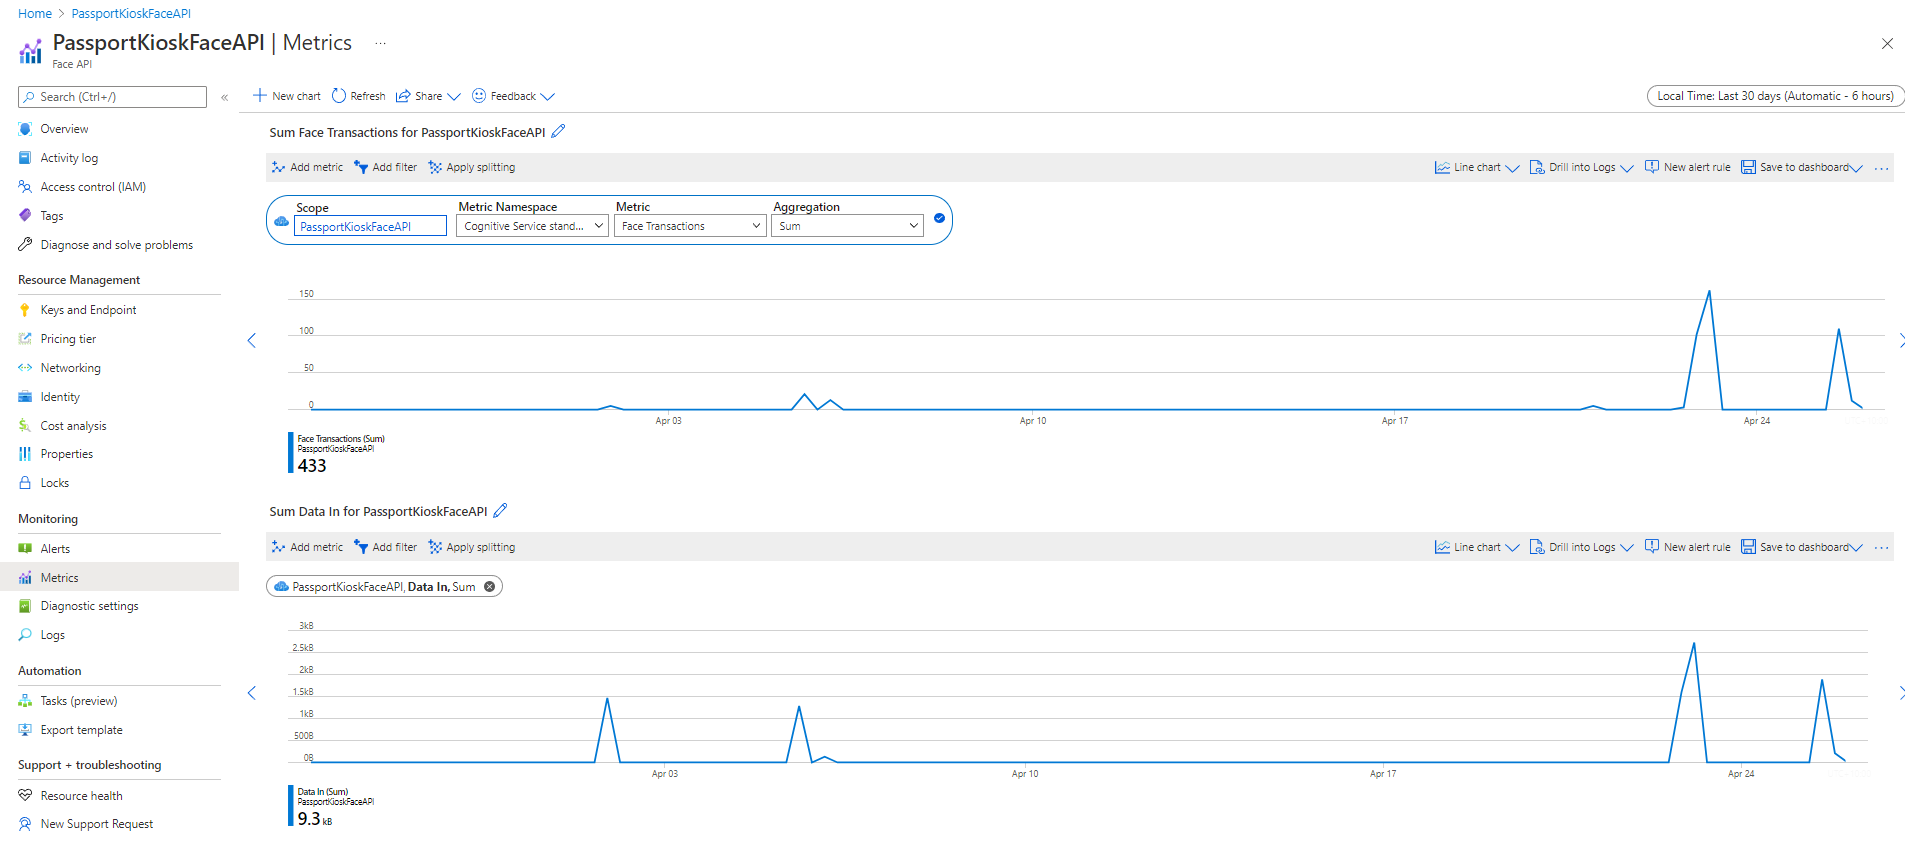 Home > PassportKioskFaceAPI
PassportKioskFaceAPI | Metrics ...
Face API
Search (Ctrl+/)
«
Overview
Activity log
Access control (IAM)
Tags
Diagnose and solve problems
Resource Management
Keys and Endpoint
Pricing tier
Networking
Identity
Cost analysis
Properties
Locks
Monitoring
Alerts
Metrics
Diagnostic settings
Logs
Automation
Tasks (preview)
Export template
Support + troubleshooting
Resource health
New Support Request
New chart Refresh Share Feedback
Local Time: Last 30 days (Automatic - 6 hours)
Sum Face Transactions for PassportKioskFaceAPI
Add metric Add filter Apply splitting
Line chart Drill into Logs New alert rule Save to dashboard ...
Scope Metric Namespace Metric Aggregation
PassportKioskFaceAPI Cognitive Service stand... Face Transactions Sum
150
100
50
0
Apr 03 Apr 10 Apr 17 Apr 24
Face Transactions (Sum)
PassportKioskFaceAPI
433
Sum Data In for PassportKioskFaceAPI
Add metric Add filter Apply splitting
Line chart Drill into Logs New alert rule Save to dashboard ...
PassportKioskFaceAPI, Data In, Sum
3kB
2.5kB
2kB
1.5kB
1kB
500B
0B
Apr 03 Apr 10 Apr 17 Apr 24
Data In (Sum)
PassportKioskFaceAPI
9.3 kB